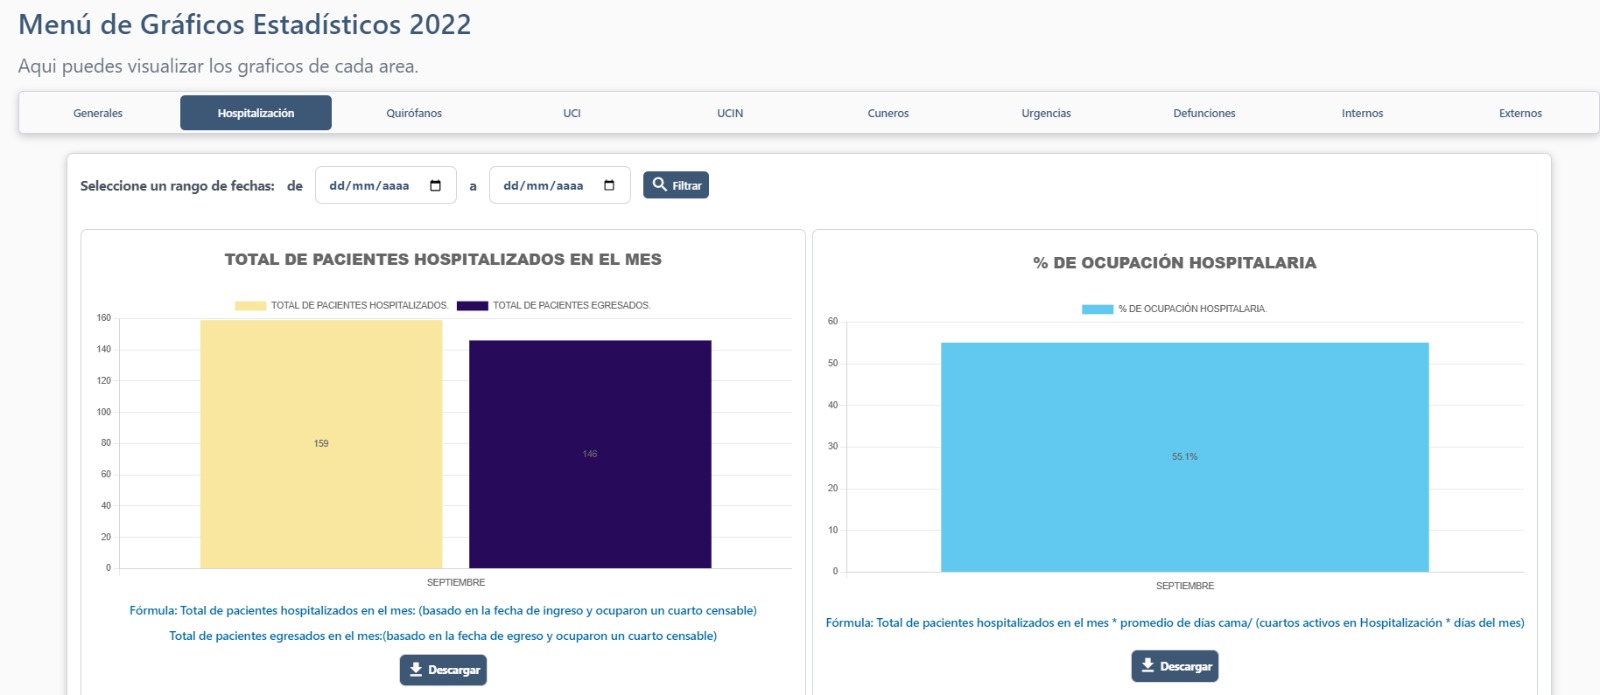 Menú de Gráficos Estadísticos 2022
Aqui puedes visualizar los graficos de cada area.
Generales Hospitalización Quirófanos UCI UCIN Cuneros Urgencias Defunciones Internos Externos
Seleccione un rango de fechas: de dd/mm/aaaa a dd/mm/aaaa Filtrar
TOTAL DE PACIENTES HOSPITALIZADOS EN EL MES
TOTAL DE PACIENTES HOSPITALIZADOS. TOTAL DE PACIENTES EGRESADOS.
160
140
120
100
80
60
40
20
0
159
146
SEPTIEMBRE
Fórmula: Total de pacientes hospitalizados en el mes: (basado en la fecha de ingreso y ocuparon un cuarto censable)
Total de pacientes egresados en el mes:(basado en la fecha de egreso y ocuparon un cuarto censable)
Descargar
% DE OCUPACIÓN HOSPITALARIA
% DE OCUPACIÓN HOSPITALARIA.
60
50
40
30
20
10
0
55.1%
SEPTIEMBRE
Fórmula: Total de pacientes hospitalizados en el mes * promedio de días cama/ (cuartos activos en Hospitalización * días del mes)
Descargar